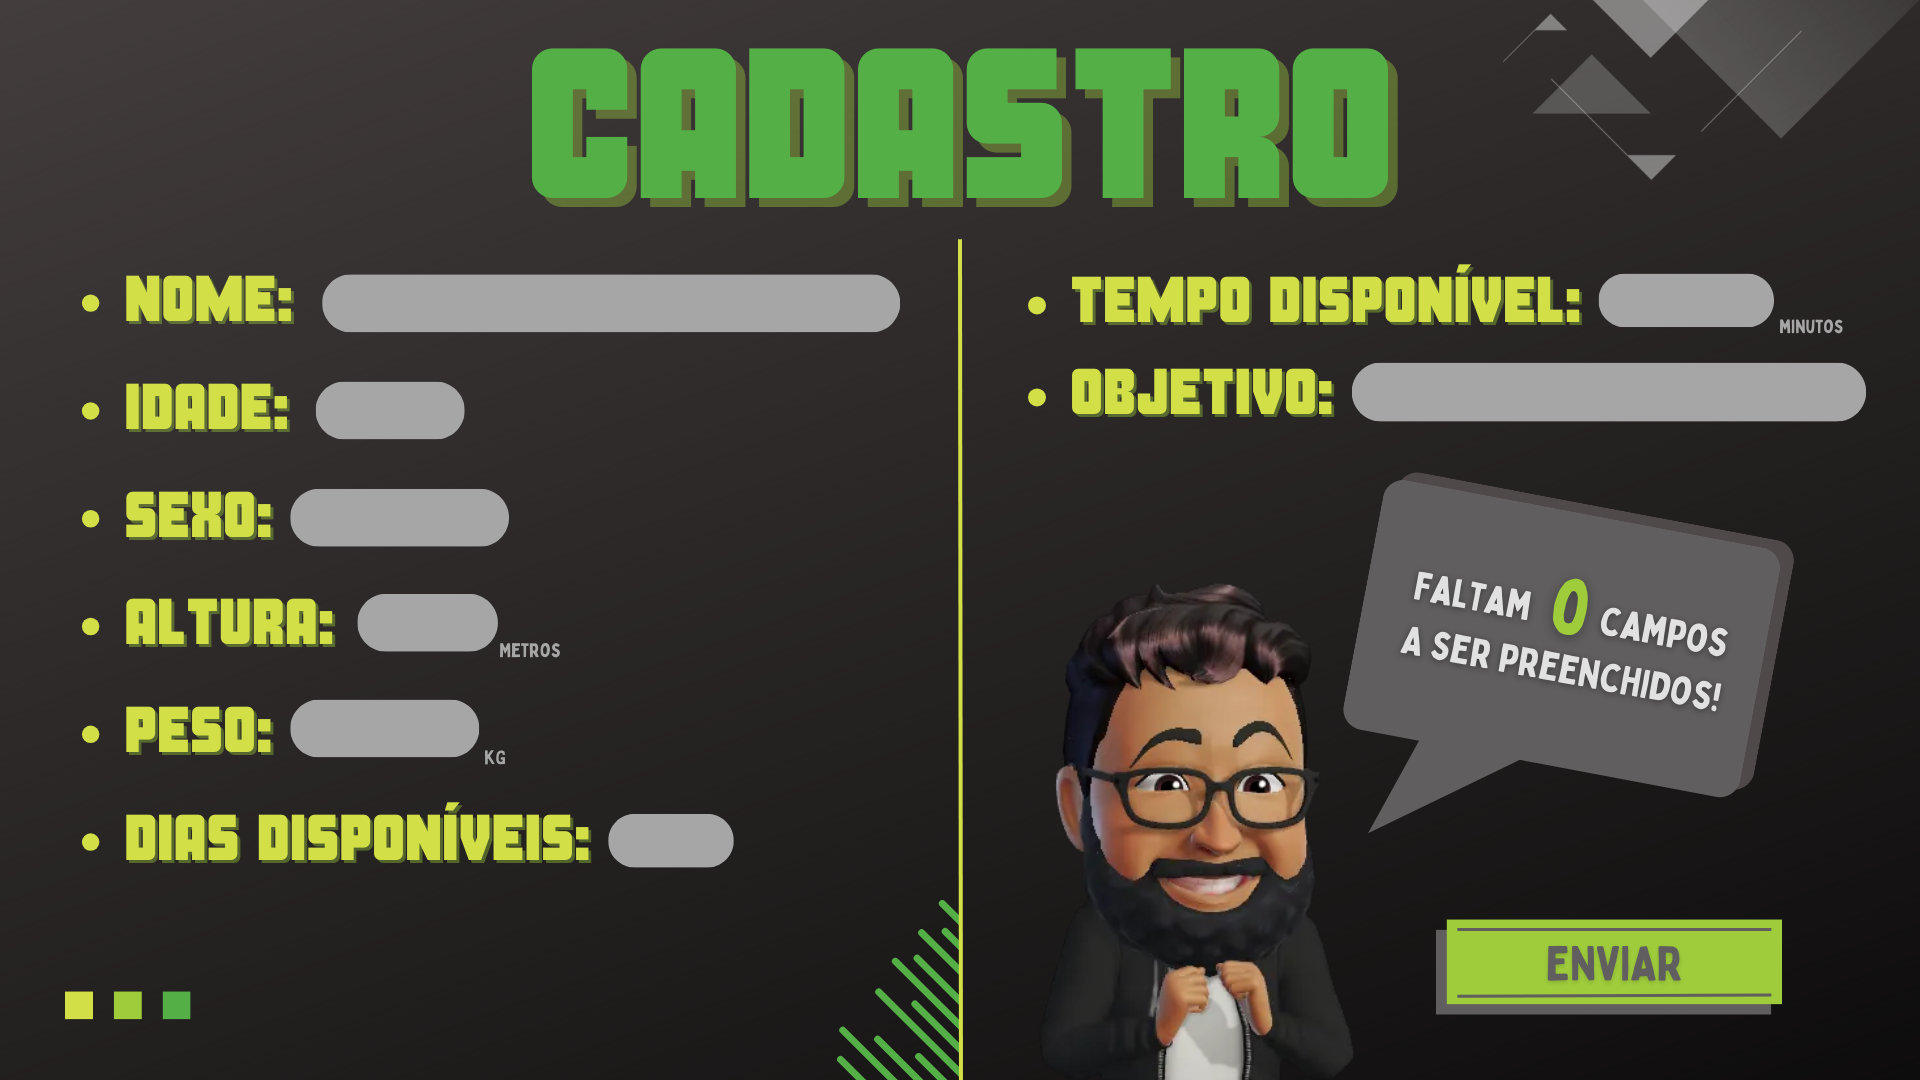 CADASTRO
NOME:
IDADE:
SEXO:
ALTURA:
METROS
PESO:
KG
DIAS DISPONÍVEIS:
TEMPO DISPONÍVEL:
MINUTOS
OBJETIVO:
FALTAM 0 CAMPOS
A SER PREENCHIDOS!
ENVIAR